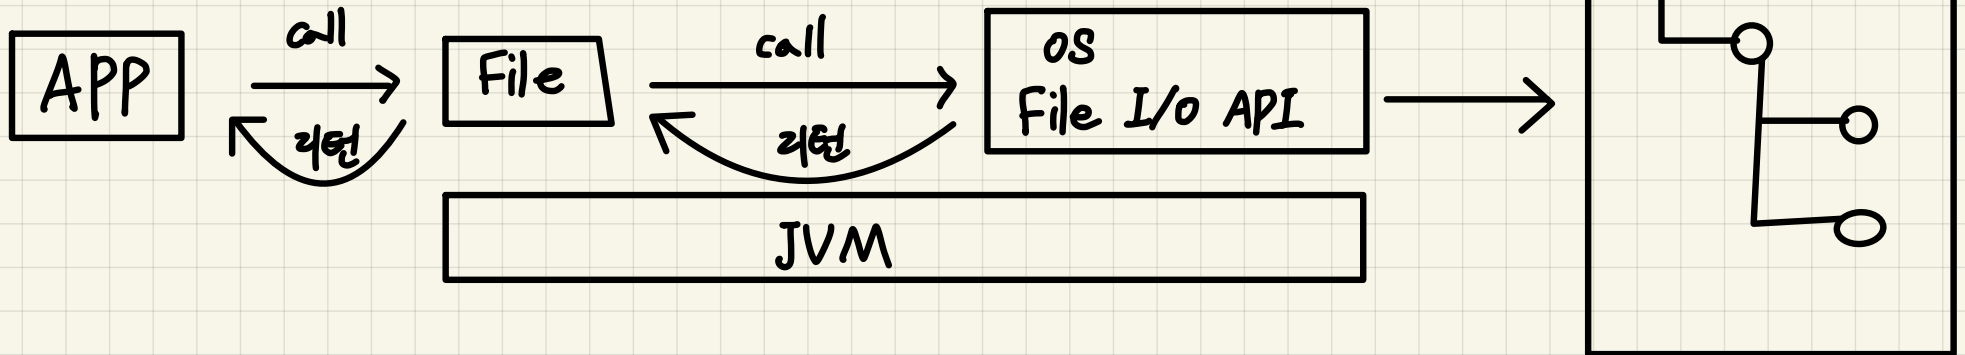 APP
call
리턴
File
call
리턴
OS
File I/O API
JVM